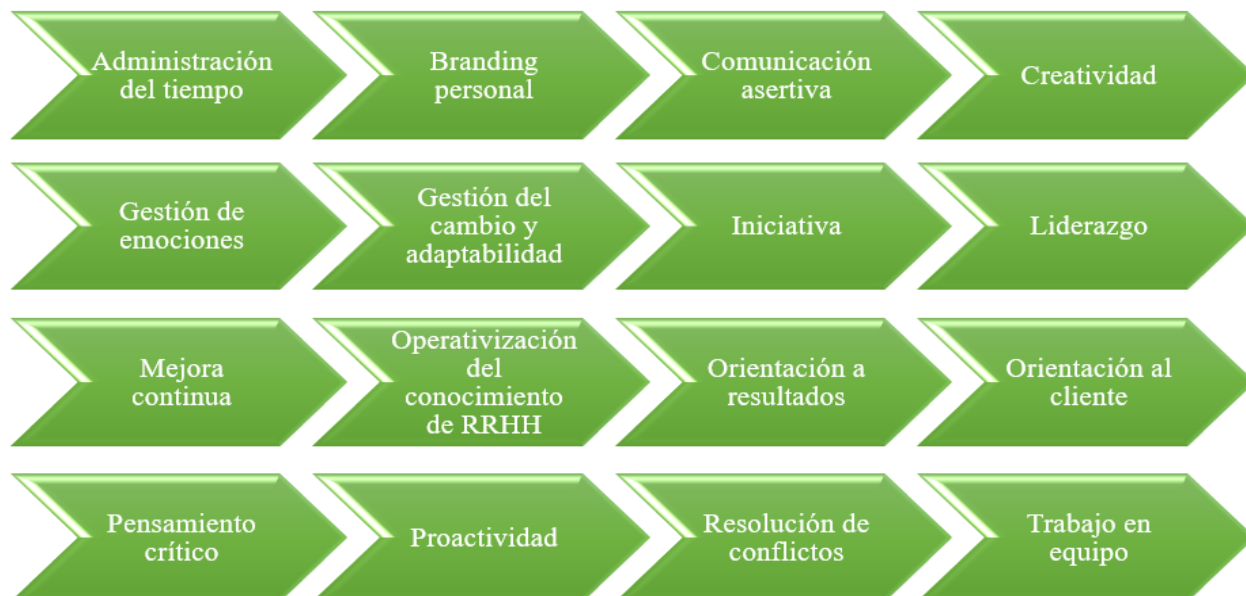 Administración
del tiempo
Branding
personal
Comunicación
asertiva
Creatividad
Gestión de
emociones
Gestión del
cambio y
adaptabilidad
Iniciativa
Liderazgo
Mejora
continua
Operativización
del
conocimiento
de RRHH
Orientación a
resultados
Orientación al
cliente
Pensamiento
crítico
Proactividad
Resolución de
conflictos
Trabajo en
equipo